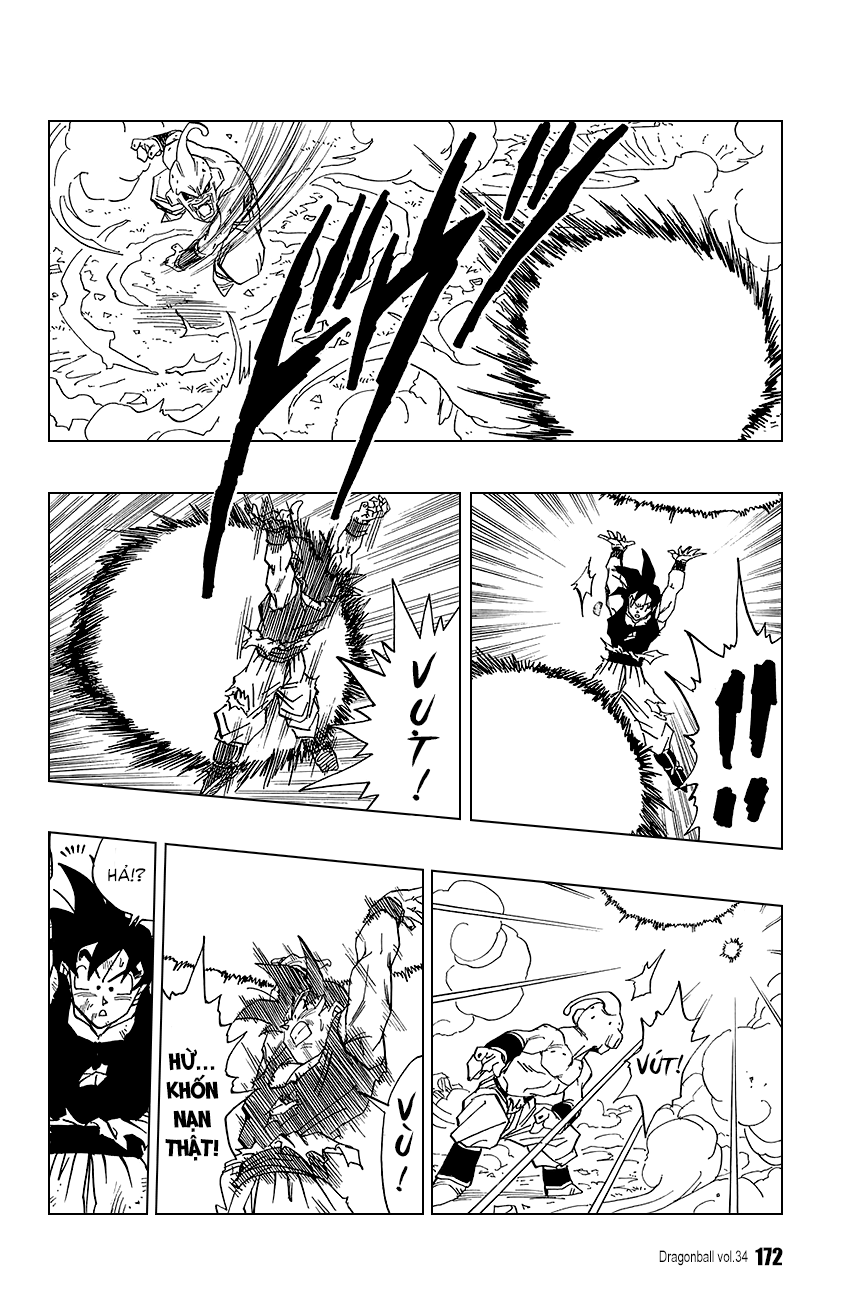 !!
VỤT!
VÚT!
VÙ!
HỪ...
KHỐN
NẠN
THẬT!
HẢ!?
Dragonball vol.34 172